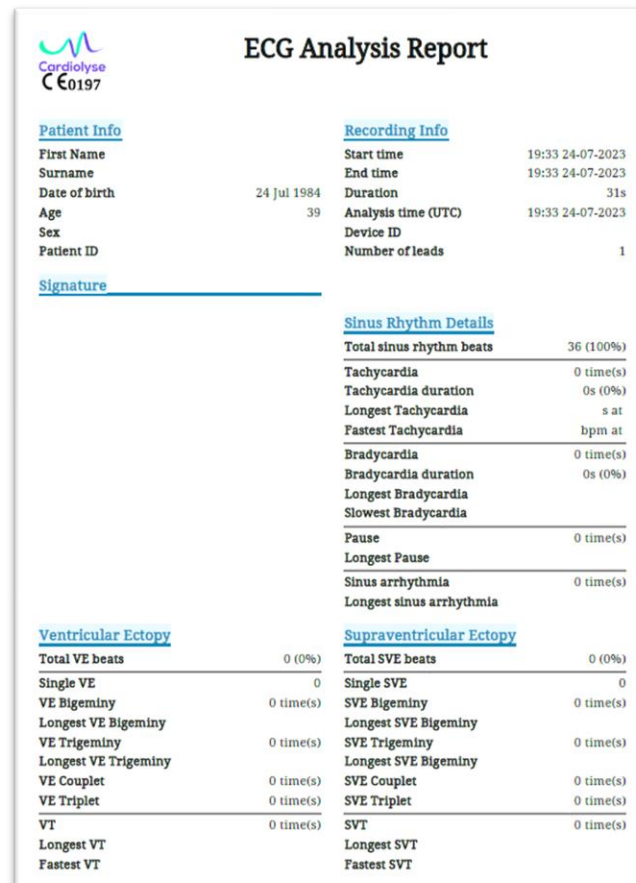 Cardiolyse
CE0197
ECG Analysis Report
Patient Info
First Name
Surname
Date of birth 24 Jul 1984
Age 39
Sex
Patient ID
Signature
Recording Info
Start time 19:33 24-07-2023
End time 19:33 24-07-2023
Duration 31s
Analysis time (UTC) 19:33 24-07-2023
Device ID
Number of leads 1
Sinus Rhythm Details
Total sinus rhythm beats 36 (100%)
Tachycardia 0 time(s)
Tachycardia duration 0s (0%)
Longest Tachycardia s at
Fastest Tachycardia bpm at
Bradycardia 0 time(s)
Bradycardia duration 0s (0%)
Longest Bradycardia
Slowest Bradycardia
Pause 0 time(s)
Longest Pause
Sinus arrhythmia 0 time(s)
Longest sinus arrhythmia
Ventricular Ectopy
Total VE beats 0 (0%)
Single VE 0
VE Bigeminy 0 time(s)
Longest VE Bigeminy
VE Trigeminy 0 time(s)
Longest VE Trigeminy
VE Couplet 0 time(s)
VE Triplet 0 time(s)
VT 0 time(s)
Longest VT
Fastest VT
Supraventricular Ectopy
Total SVE beats 0 (0%)
Single SVE 0
SVE Bigeminy 0 time(s)
Longest SVE Bigeminy
SVE Trigeminy 0 time(s)
Longest SVE Bigeminy
SVE Couplet 0 time(s)
SVE Triplet 0 time(s)
SVT 0 time(s)
Longest SVT
Fastest SVT